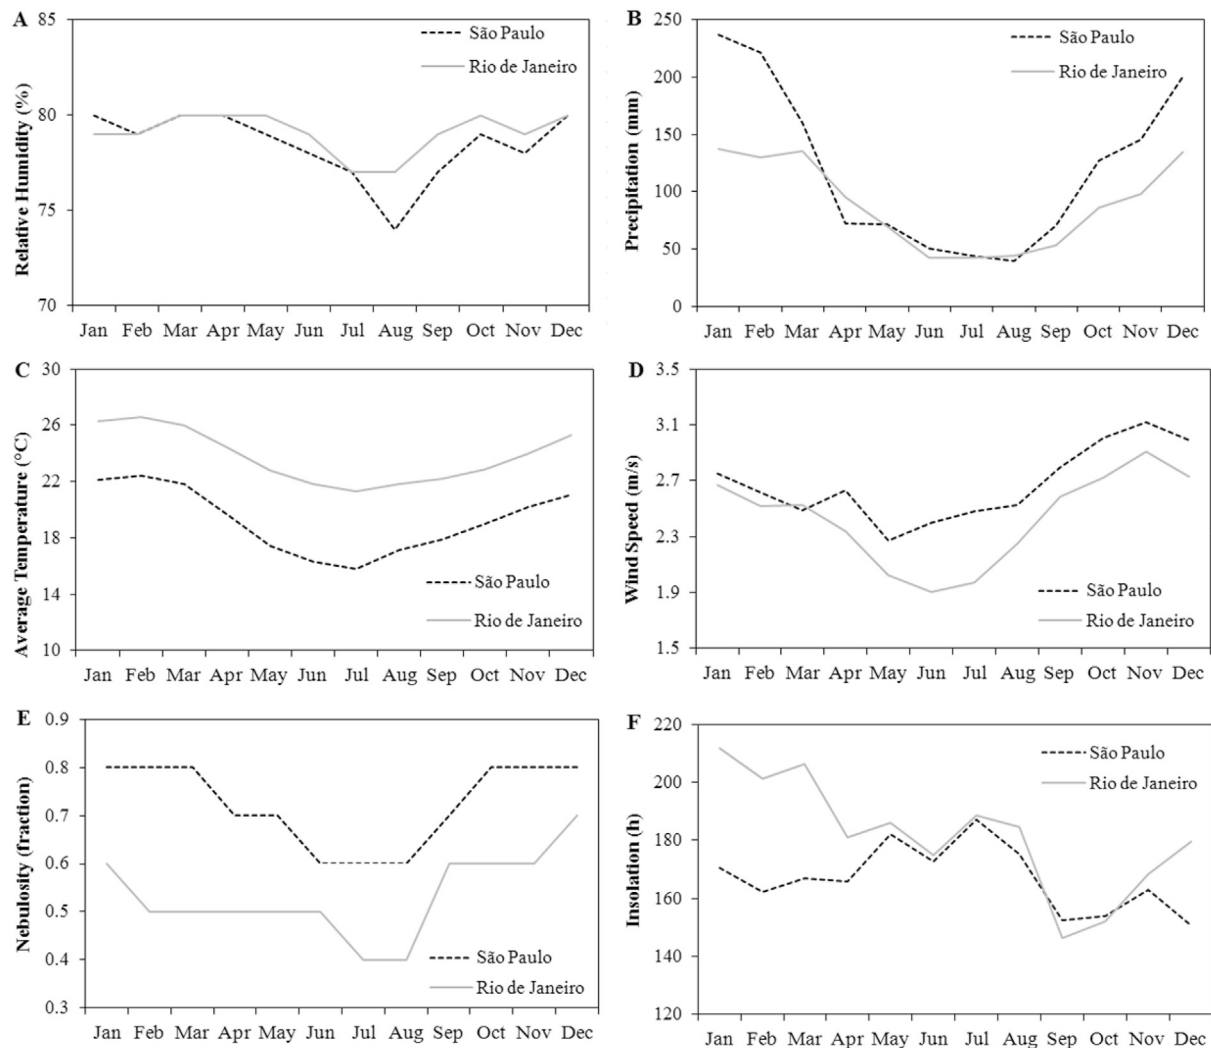 A
85
80
75
70
Relative Humidity (%)
São Paulo
Rio de Janeiro
Jan Feb Mar Apr May Jun Jul Aug Sep Oct Nov Dec
B
250
200
150
100
50
0
Precipitation (mm)
São Paulo
Rio de Janeiro
Jan Feb Mar Apr May Jun Jul Aug Sep Oct Nov Dec
C
30
26
22
18
14
10
Average Temperature (°C)
São Paulo
Rio de Janeiro
Jan Feb Mar Apr May Jun Jul Aug Sep Oct Nov Dec
D
3.5
3.1
2.7
2.3
1.9
1.5
Wind Speed (m/s)
São Paulo
Rio de Janeiro
Jan Feb Mar Apr May Jun Jul Aug Sep Oct Nov Dec
E
0.9
0.8
0.7
0.6
0.5
0.4
0.3
Nebulosity (fraction)
São Paulo
Rio de Janeiro
Jan Feb Mar Apr May Jun Jul Aug Sep Oct Nov Dec
F
220
200
180
160
140
120
Insolation (h)
São Paulo
Rio de Janeiro
Jan Feb Mar Apr May Jun Jul Aug Sep Oct Nov Dec